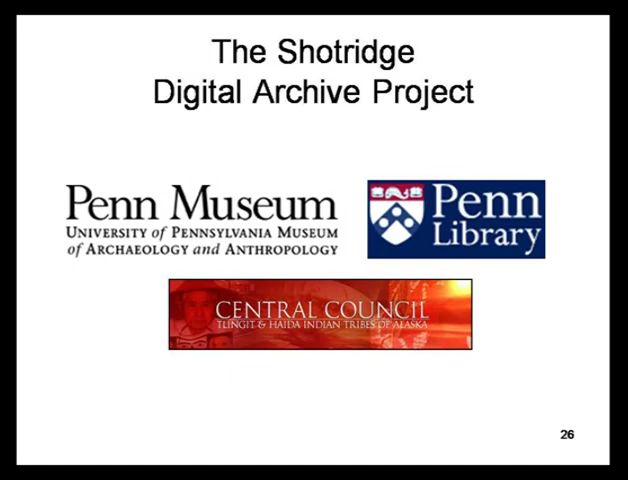 The Shotridge
Digital Archive Project
Penn Museum
UNIVERSITY of PENNSYLVANIA MUSEUM
of ARCHAEOLOGY and ANTHROPOLOGY
Penn
Library
CENTRAL COUNCIL
TLINGIT & HAIDA INDIAN TRIBES OF ALASKA
26